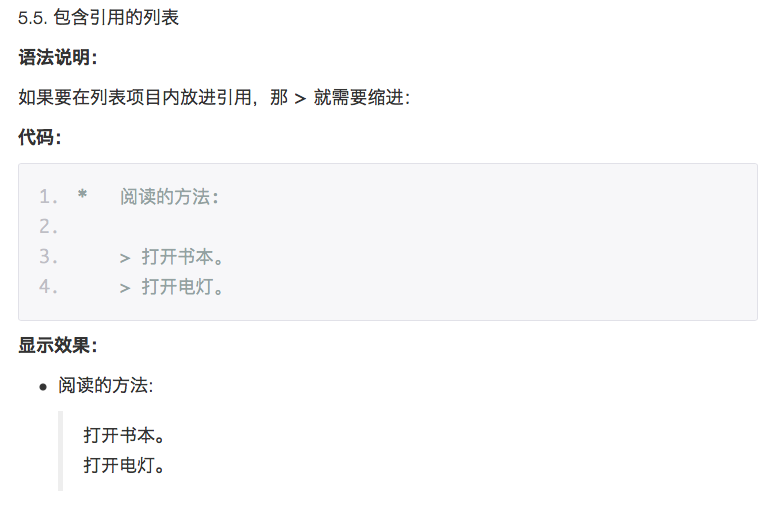 5.5. 包含引用的列表
语法说明：
如果要在列表项目内放进引用，那 > 就需要缩进：
代码：
1. *   阅读的方法:
2.
3.     > 打开书本。
4.     > 打开电灯。
显示效果：
• 阅读的方法:
打开书本。
打开电灯。